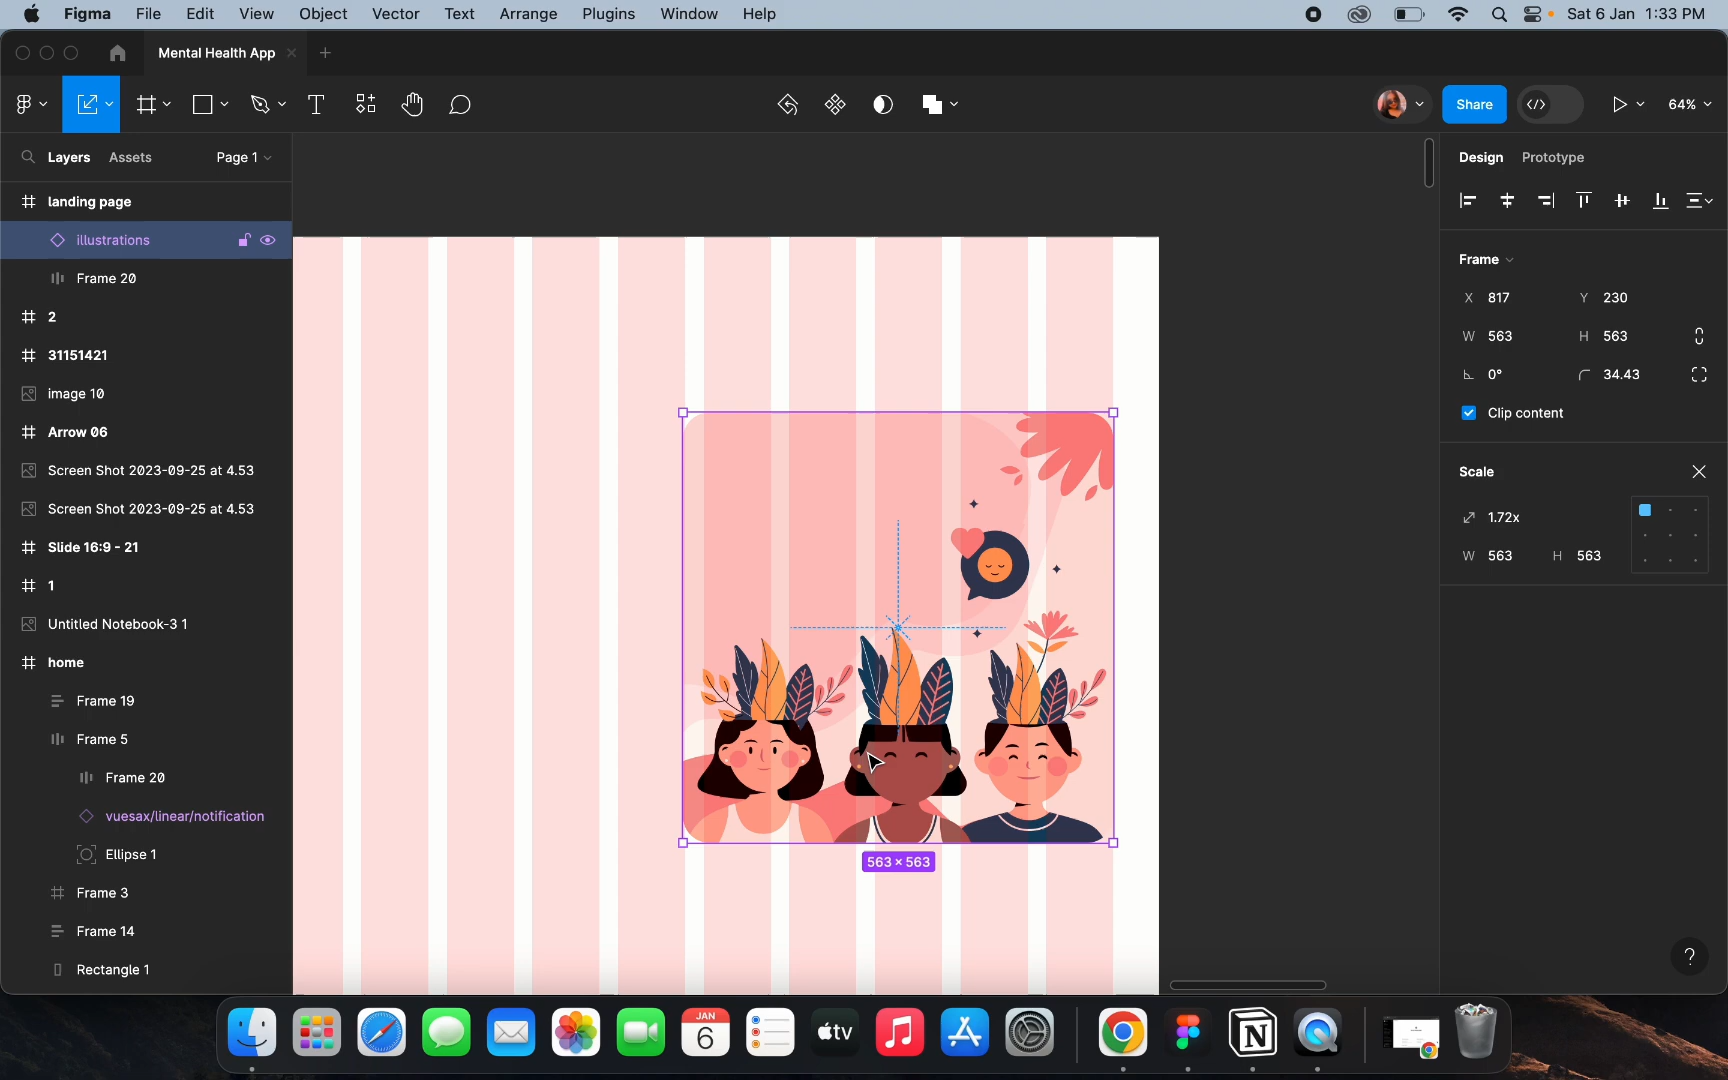 Figma File Edit View Object Vector Text Arrange Plugins Window Help
Sat 6 Jan 1:33 PM
Mental Health App
Share
64%
Layers Assets Page 1
landing page
illustrations
Frame 20
2
31151421
image 10
Arrow 06
Screen Shot 2023-09-25 at 4.53
Screen Shot 2023-09-25 at 4.53
Slide 16:9 - 21
1
Untitled Notebook-3 1
home
Frame 19
Frame 5
Frame 20
vuesax/linear/notification
Ellipse 1
Frame 3
Frame 14
Rectangle 1
563 × 563
Design Prototype
Frame
X 817 Y 230
W 563 H 563
0° 34.43
Clip content
Scale
1.72x
W 563 H 563
?
JAN
6
tv